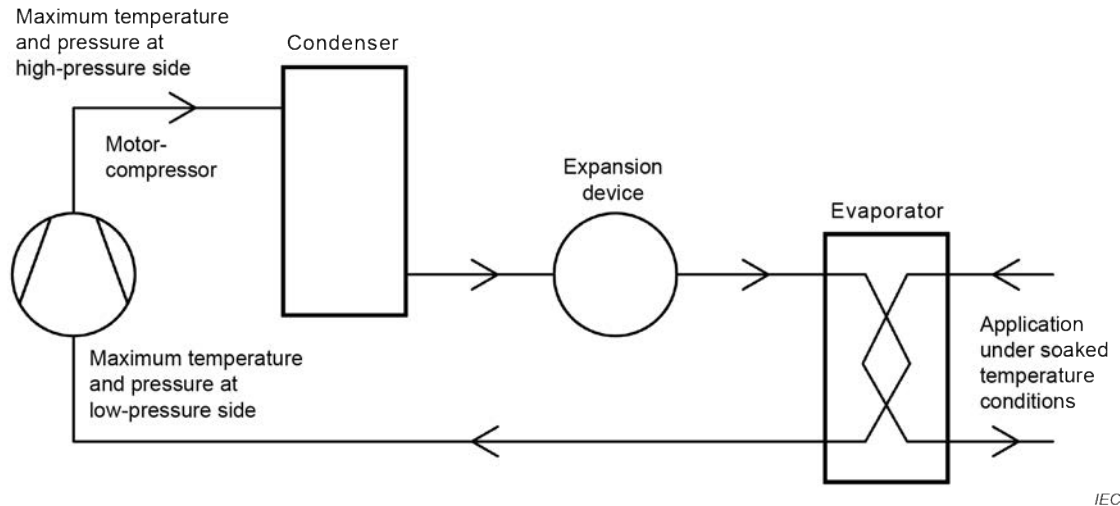 Maximum temperature
and pressure at
high-pressure side
Condenser
Motor-
compressor
Expansion
device
Evaporator
Application
under soaked
temperature
conditions
Maximum temperature
and pressure at
low-pressure side
IEC